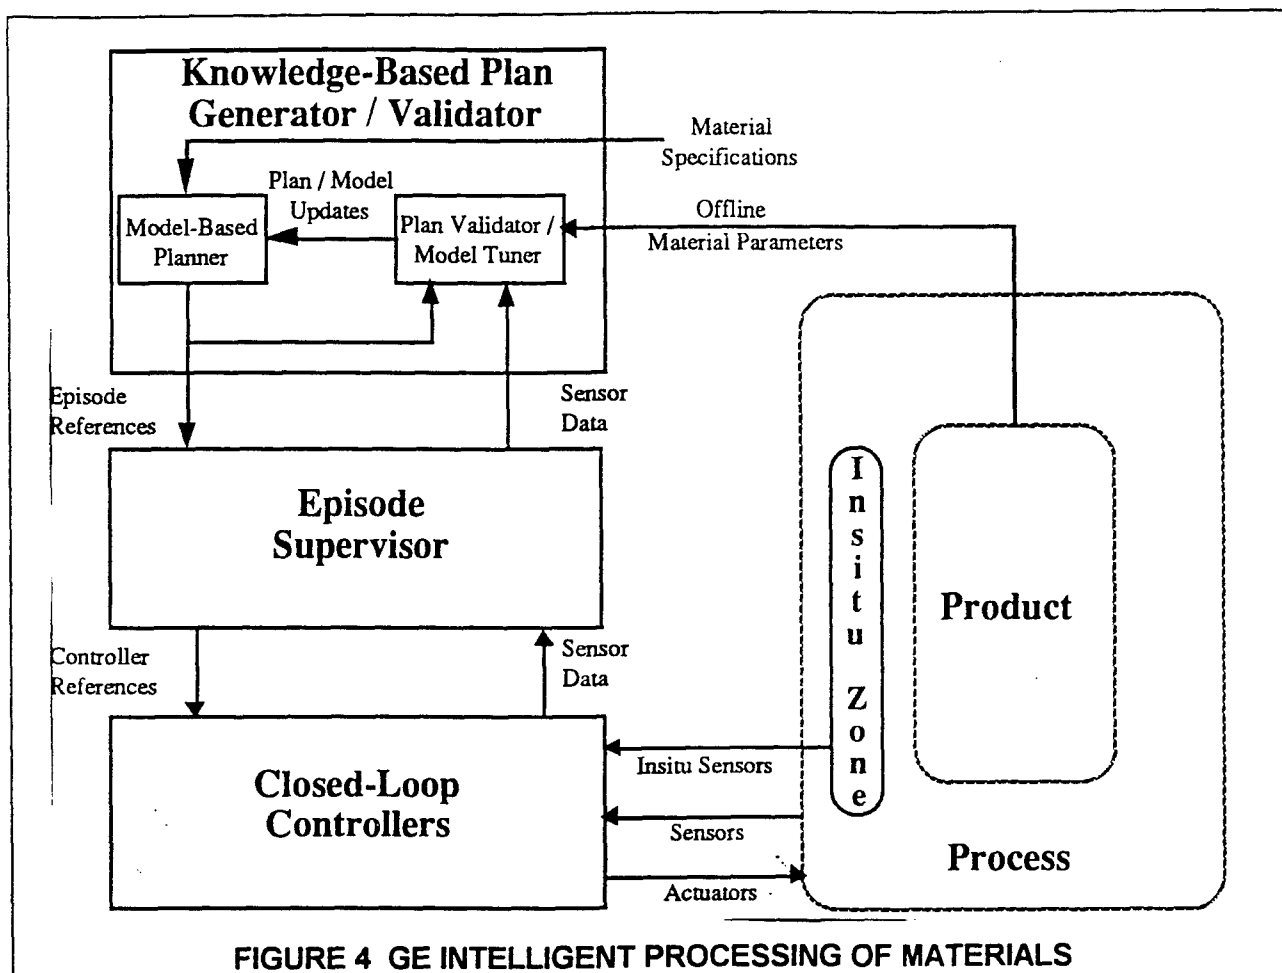 Knowledge-Based Plan
Generator / Validator
Material
Specifications
Plan / Model
Updates
Model-Based
Planner
Plan Validator /
Model Tuner
Offline
Material Parameters
Episode
References
Sensor
Data
Episode
Supervisor
Controller
References
Sensor
Data
Closed-Loop
Controllers
Insitu Sensors
Sensors
Actuators
Insitu Zone
Product
Process
FIGURE 4 GE INTELLIGENT PROCESSING OF MATERIALS